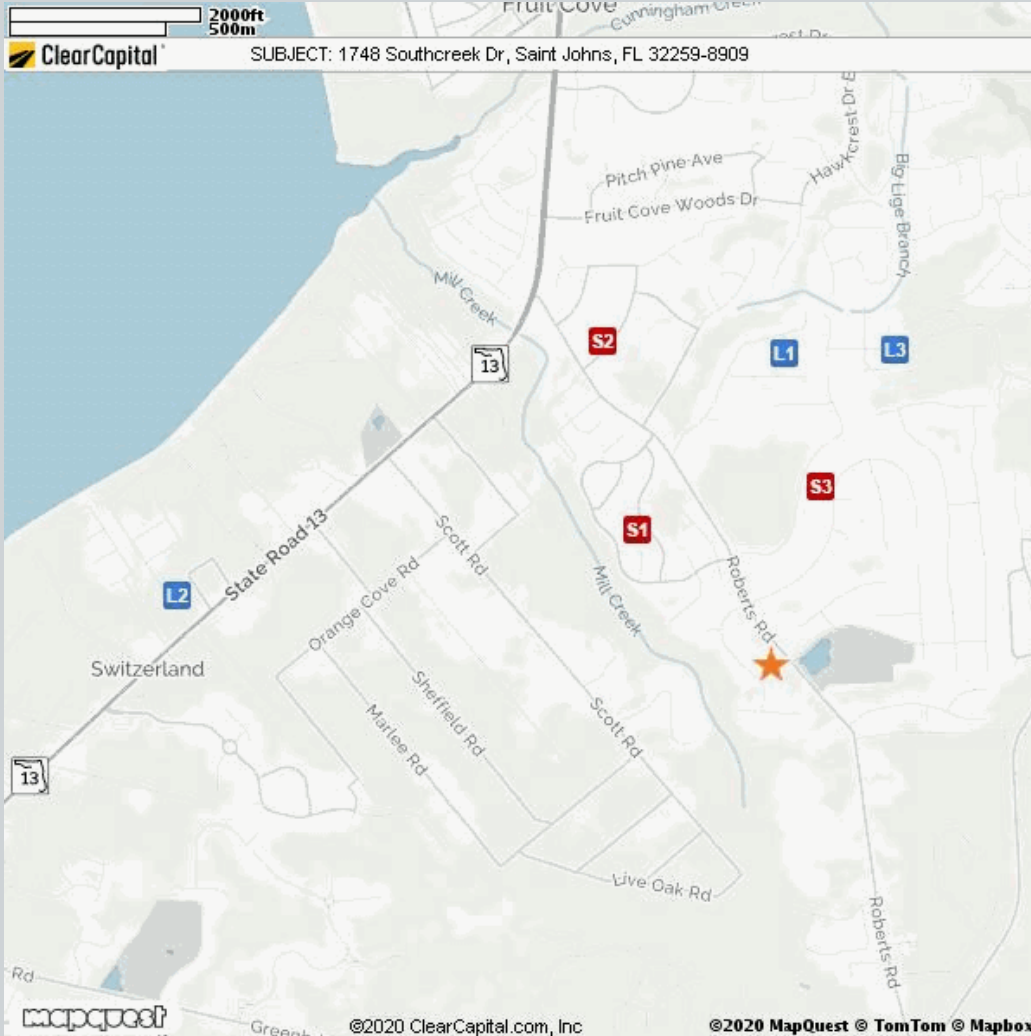 2000ft
500m
Fruit Cove
Cunningham Creek
ClearCapital
SUBJECT: 1748 Southcreek Dr, Saint Johns, FL 32259-8909
Pitch Pine Ave
Hawkcrest Dr E
Fruit Cove Woods Dr
Big Lige Branch
Mill Creek
S2
L1
L3
13
S3
State Road 13
Scott Rd
S1
Orange Cove Rd
Mill Creek
Roberts Rd
L2
Switzerland
Sheffield Rd
Marlee Rd
Scott Rd
13
Live Oak Rd
Roberts Rd
Rd
mapquest
©2020 ClearCapital.com, Inc
©2020 MapQuest © TomTom © Mapbox